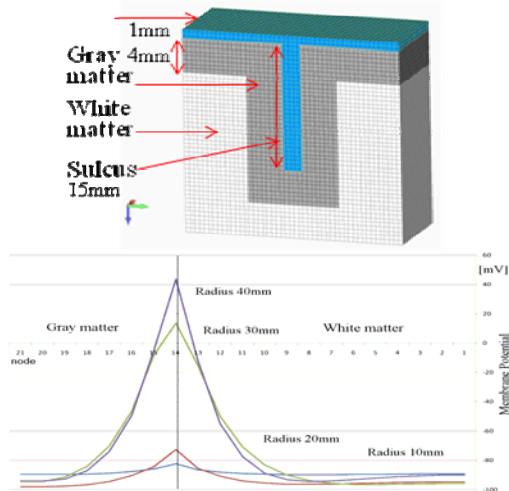 1mm
Gray 4mm
matter
White
matter
Sulcus
15mm
60
[mV]
40
20
0
-20
-40
-60
-80
-100
Radius 40mm
Radius 30mm
Gray matter
White matter
21 20 19 18 17 16 15 14 13 12 11 10 9 8 7 6 5 4 3 2 1
node
Membrane Potential
Radius 20mm
Radius 10mm